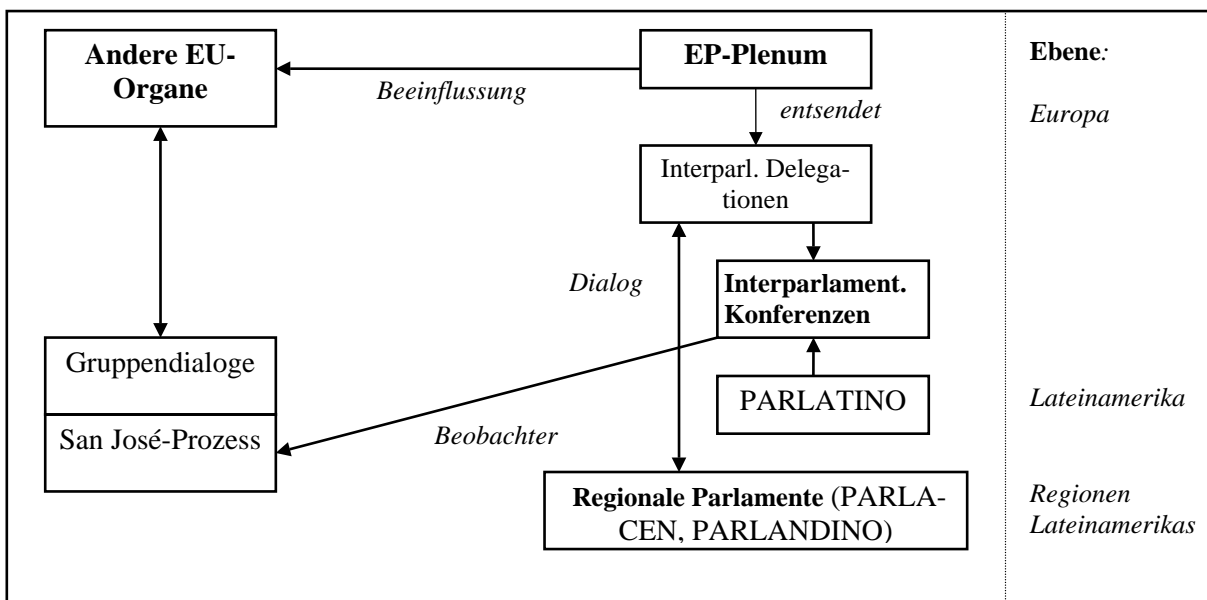 Andere EU-
Organe
Beeinflussung
EP-Plenum
entsendet
Interparl. Delega-
tionen
Dialog
Interparlament.
Konferenzen
Gruppendialoge
San José-Prozess
Beobachter
PARLATINO
Regionale Parlamente (PARLA-
CEN, PARLANDINO)
Ebene:
Europa
Lateinamerika
Regionen
Lateinamerikas